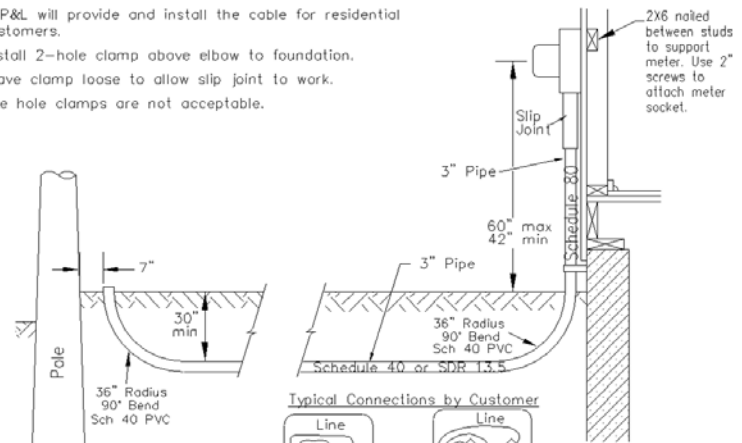 P&L will provide and install the cable for residential
stomers.
stall 2-hole clamp above elbow to foundation.
ave clamp loose to allow slip joint to work.
e hole clamps are not acceptable.
2X6 nailed
between studs
to support
meter. Use 2"
screws to
attach meter
socket.
Slip
Joint
3" Pipe
Schedule 80
60" max
42" min
7"
3" Pipe
30"
min
36" Radius
90° Bend
Sch 40 PVC
Pole
Schedule 40 or SDR 13.5
36" Radius
90° Bend
Sch 40 PVC
Typical Connections by Customer
Line
Line